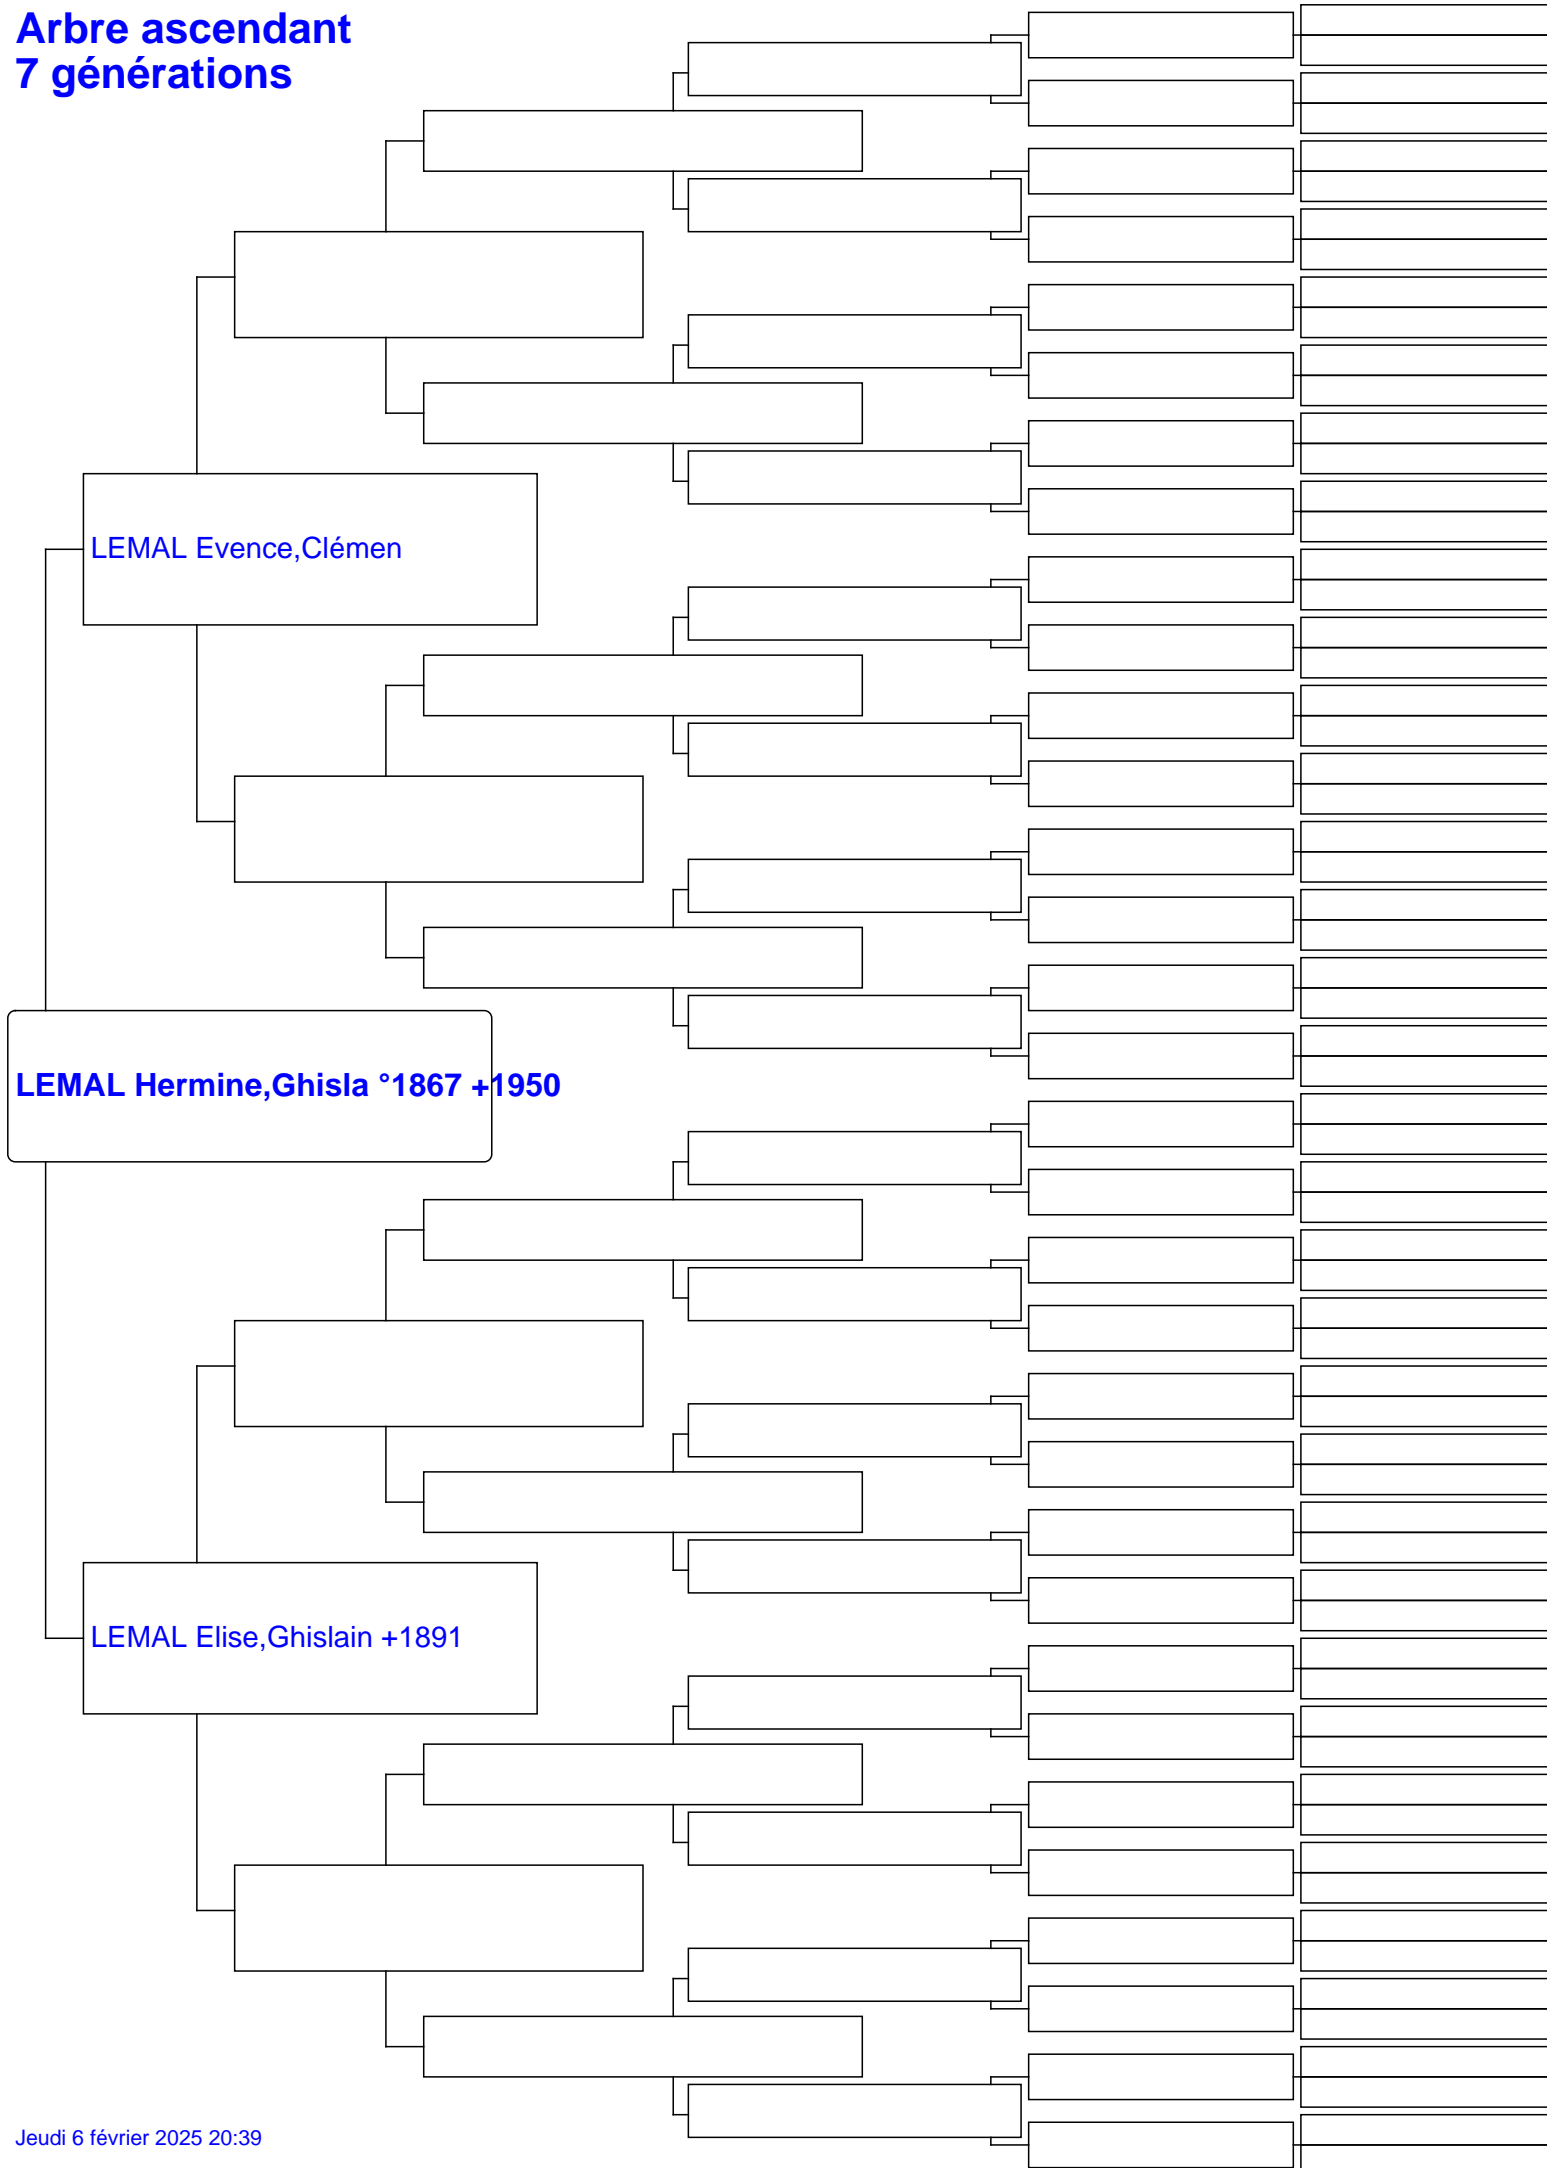 Arbre ascendant
7 générations
LEMAL Evence,Clémen
LEMAL Hermine,Ghisla °1867 +1950
LEMAL Elise,Ghislain +1891
Jeudi 6 février 2025 20:39